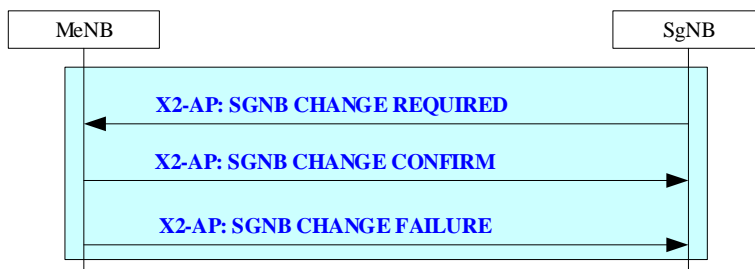 MeNB
SgNB
X2-AP: SGNB CHANGE REQUIRED
X2-AP: SGNB CHANGE CONFIRM
X2-AP: SGNB CHANGE FAILURE